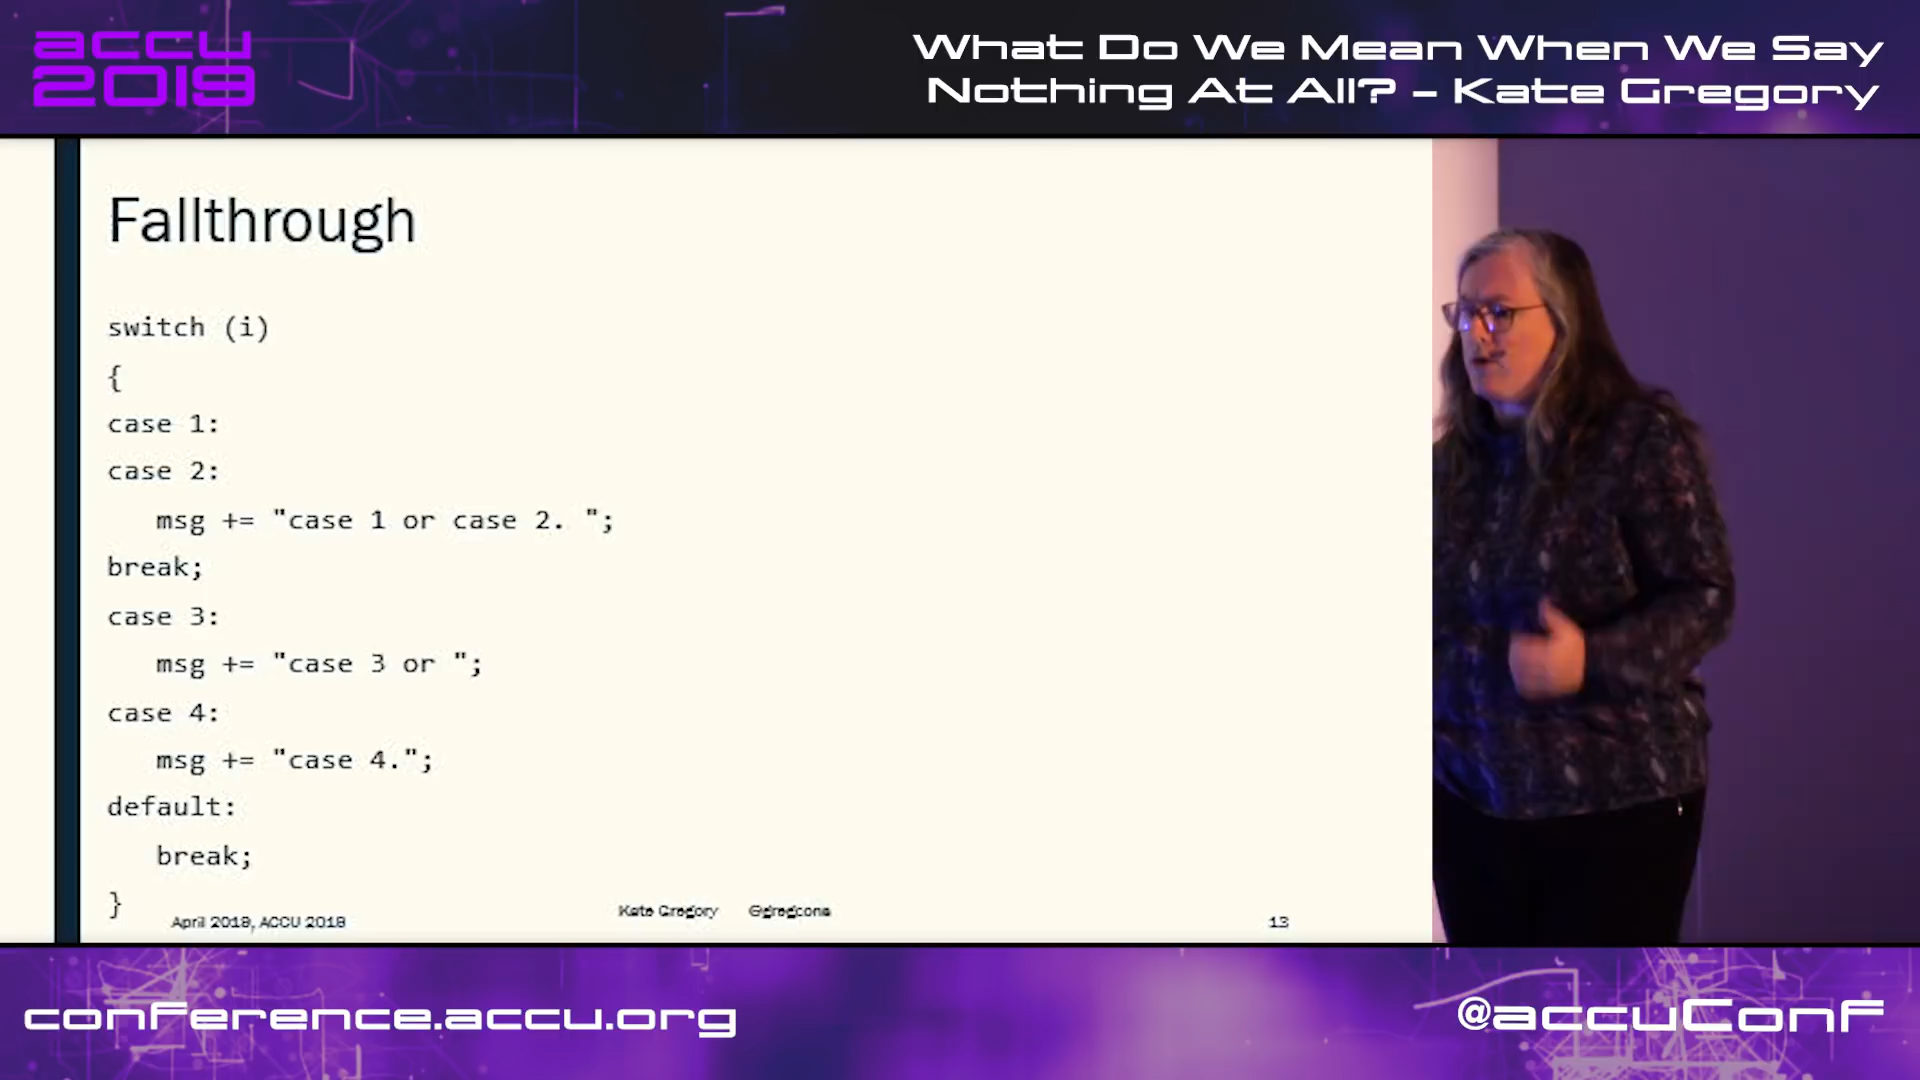 accu
2019
What Do We Mean When We Say
Nothing At All? – Kate Gregory
Fallthrough
switch (i)
{
case 1:
case 2:
msg += "case 1 or case 2. ";
break;
case 3:
msg += "case 3 or ";
case 4:
msg += "case 4.";
default:
break;
}
April 2019, ACCU 2019
Kate Gregory @gregcons
13
conference.accu.org
@accuConf